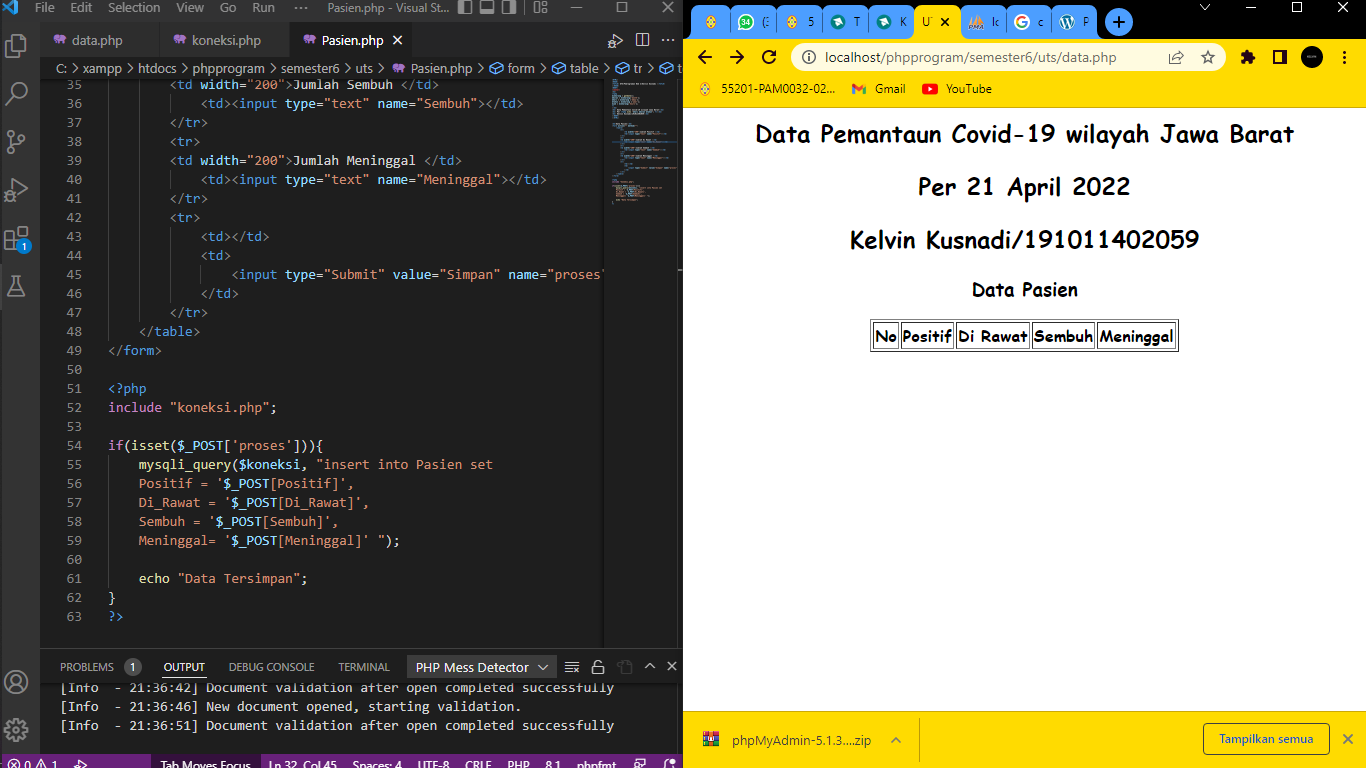 File Edit Selection View Go Run ··· Pasien.php - Visual St...
data.php koneksi.php Pasien.php
C: > xampp > htdocs > phpprogram > semester6 > uts > Pasien.php > form > table > tr >
35 <td width="200">Jumlah Sembuh </td>
36 <td><input type="text" name="Sembuh"></td>
37 </tr>
38 <tr>
39 <td width="200">Jumlah Meninggal </td>
40 <td><input type="text" name="Meninggal"></td>
41 </tr>
42 <tr>
43 <td></td>
44 <td>
45 <input type="Submit" value="Simpan" name="proses"
46 </td>
47 </tr>
48 </table>
49 </form>
50
51 <?php
52 include "koneksi.php";
53
54 if(isset($_POST['proses'])){
55 mysqli_query($koneksi, "insert into Pasien set
56 Positif = '$_POST[Positif]',
57 Di_Rawat = '$_POST[Di_Rawat]',
58 Sembuh = '$_POST[Sembuh]',
59 Meninggal= '$_POST[Meninggal]' ");
60
61 echo "Data Tersimpan";
62 }
63 ?>
1
PROBLEMS 1 OUTPUT DEBUG CONSOLE TERMINAL PHP Mess Detector
[Info - 21:36:42] Document validation after open completed successfully
[Info - 21:36:46] New document opened, starting validation.
[Info - 21:36:51] Document validation after open completed successfully
0 1 Tab Moves Focus Ln 32, Col 45 Spaces: 4 UTF-8 CRLF PHP 8.1 phpfmt
34 (3 5 T K UT lo c P
localhost/phpprogram/semester6/uts/data.php
55201-PAM0032-02... Gmail YouTube
Data Pemantaun Covid-19 wilayah Jawa Barat
Per 21 April 2022
Kelvin Kusnadi/191011402059
Data Pasien
No Positif Di Rawat Sembuh Meninggal
phpMyAdmin-5.1.3....zip Tampilkan semua